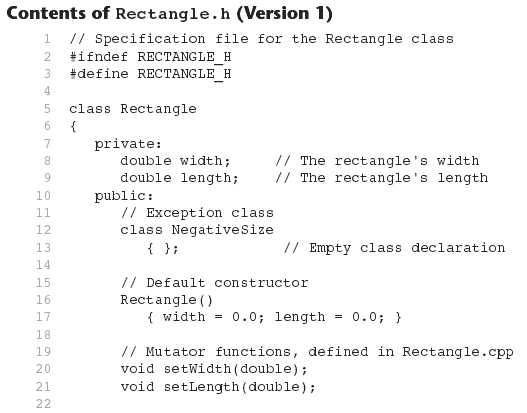 Contents of Rectangle.h (Version 1)
1 // Specification file for the Rectangle class
2 #ifndef RECTANGLE_H
3 #define RECTANGLE_H
4
5 class Rectangle
6 {
7    private:
8       double width;     // The rectangle's width
9       double length;    // The rectangle's length
10    public:
11       // Exception class
12       class NegativeSize
13          { };            // Empty class declaration
14
15       // Default constructor
16       Rectangle()
17          { width = 0.0; length = 0.0; }
18
19       // Mutator functions, defined in Rectangle.cpp
20       void setWidth(double);
21       void setLength(double);
22